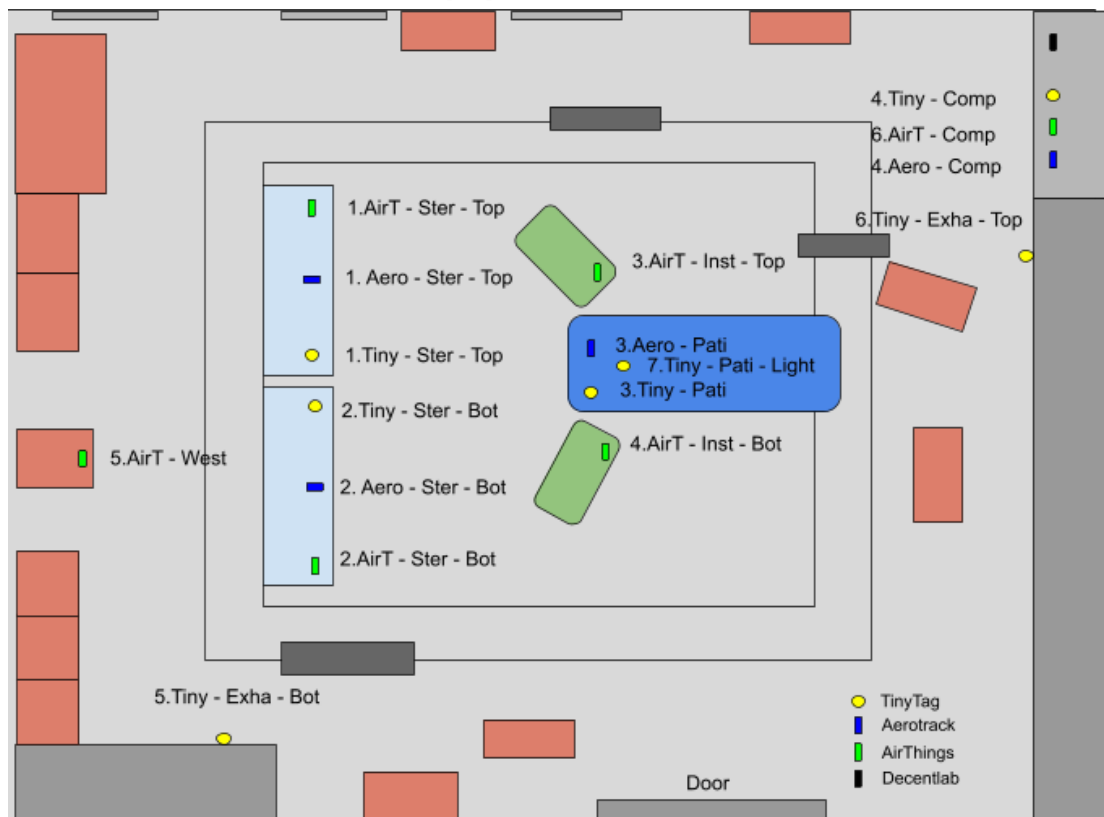 4.Tiny - Comp
6.AirT - Comp
4.Aero - Comp
6.Tiny - Exha - Top
1.AirT - Ster - Top
3.AirT - Inst - Top
1. Aero - Ster - Top
3.Aero - Pati
1.Tiny - Ster - Top
7.Tiny - Pati - Light
3.Tiny - Pati
2.Tiny - Ster - Bot
4.AirT - Inst - Bot
5.AirT - West
2. Aero - Ster - Bot
2.AirT - Ster - Bot
5.Tiny - Exha - Bot
TinyTag
Aerotrack
AirThings
Decentlab
Door